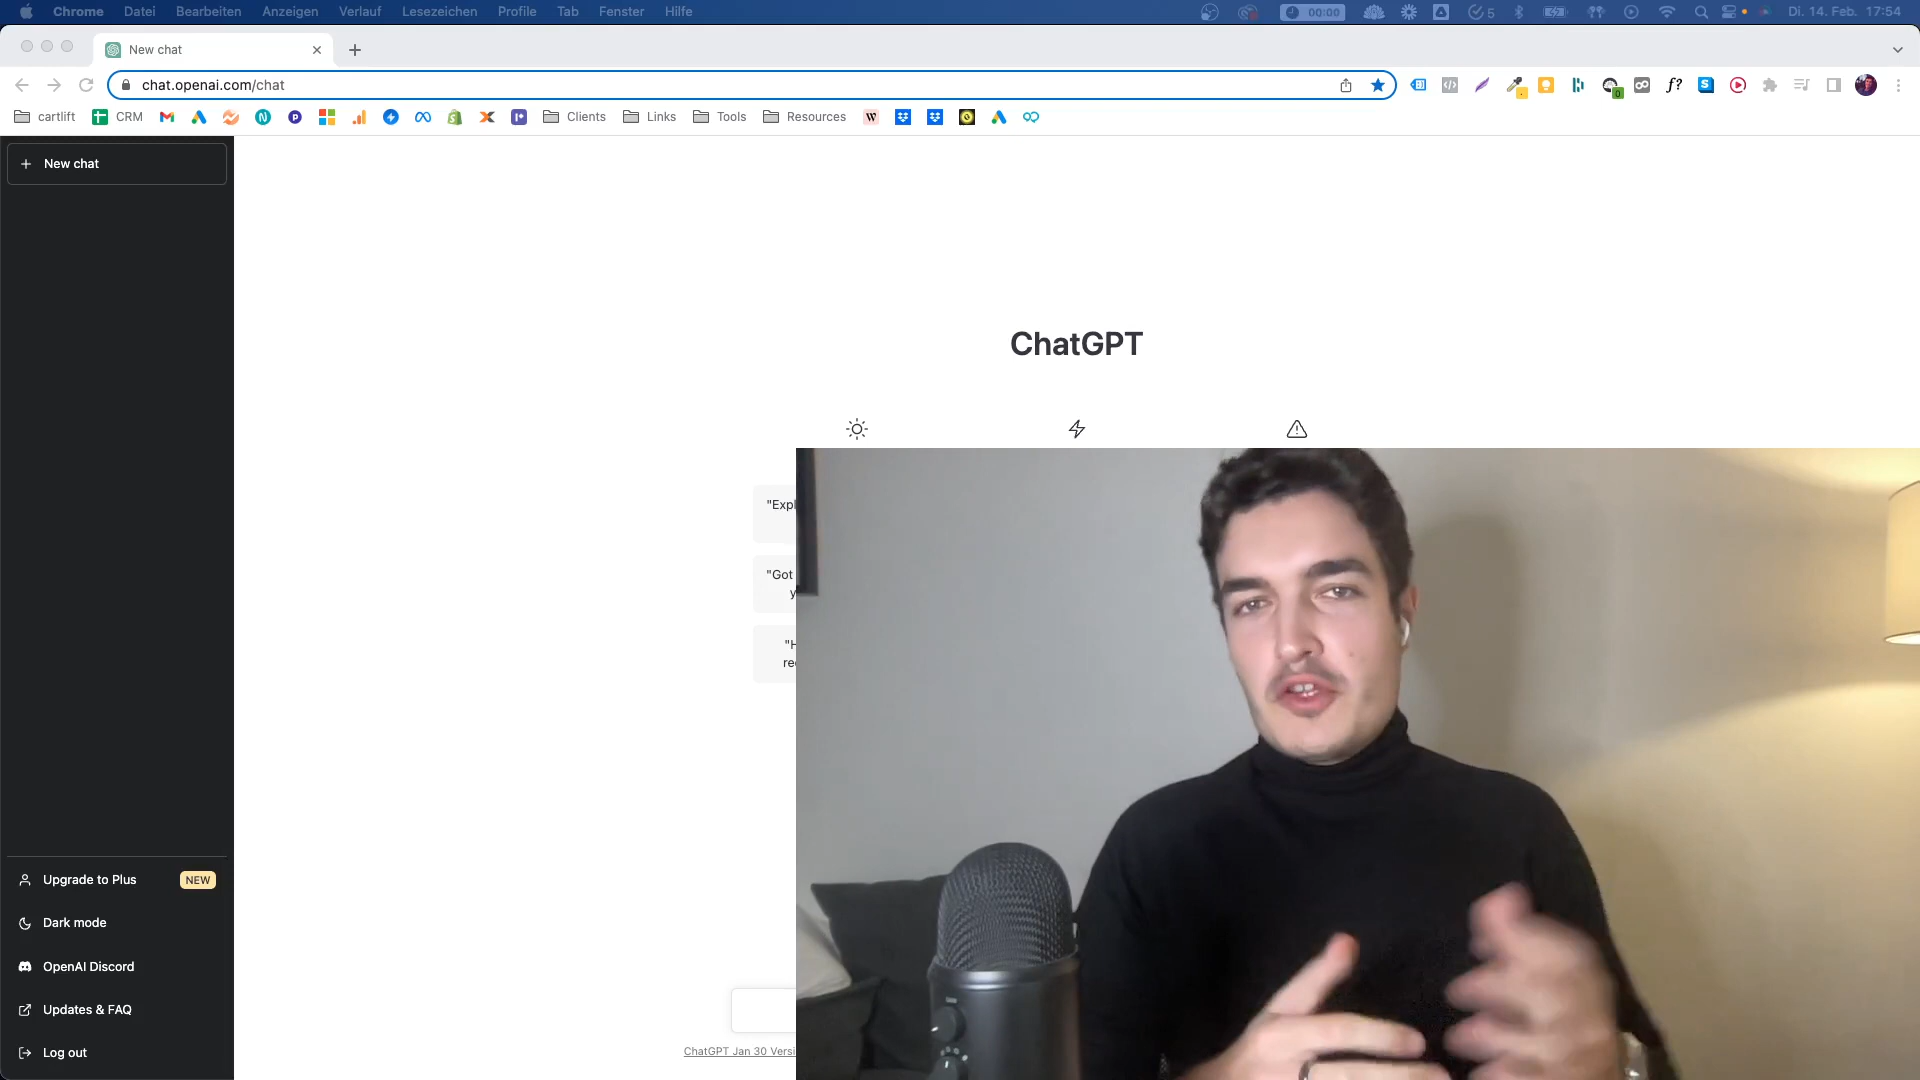 Chrome Datei Bearbeiten Anzeigen Verlauf Lesezeichen Profile Tab Fenster Hilfe 00:00 5 Di. 14. Feb. 17:54
New chat
chat.openai.com/chat
cartlift CRM Clients Links Tools Resources
New chat
ChatGPT
"Expl
"Got
y
"H
rec
Upgrade to Plus NEW
Dark mode
OpenAI Discord
Updates & FAQ
Log out
ChatGPT Jan 30 Versi